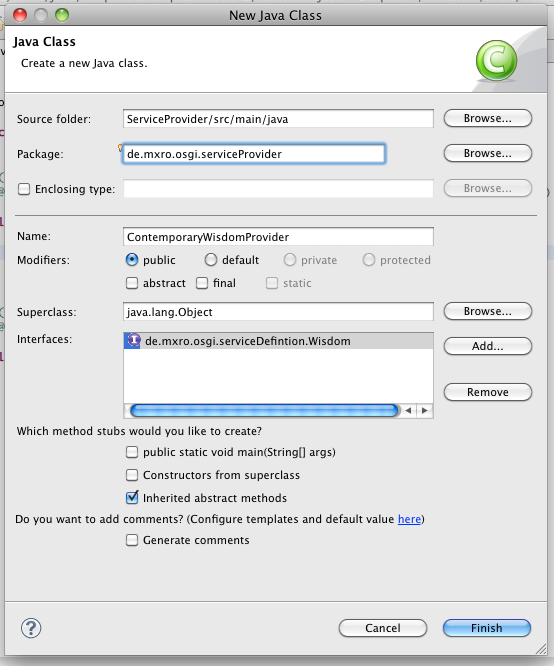 New Java Class
Java Class
Create a new Java class.
C
Source folder: ServiceProvider/src/main/java Browse...
Package: de.mxro.osgi.serviceProvider Browse...
Enclosing type: Browse...
Name: ContemporaryWisdomProvider
Modifiers: public default private protected
abstract final static
Superclass: java.lang.Object Browse...
Interfaces: I de.mxro.osgi.serviceDefintion.Wisdom Add...
Remove
Which method stubs would you like to create?
public static void main(String[] args)
Constructors from superclass
Inherited abstract methods
Do you want to add comments? (Configure templates and default value here)
Generate comments
? Cancel Finish